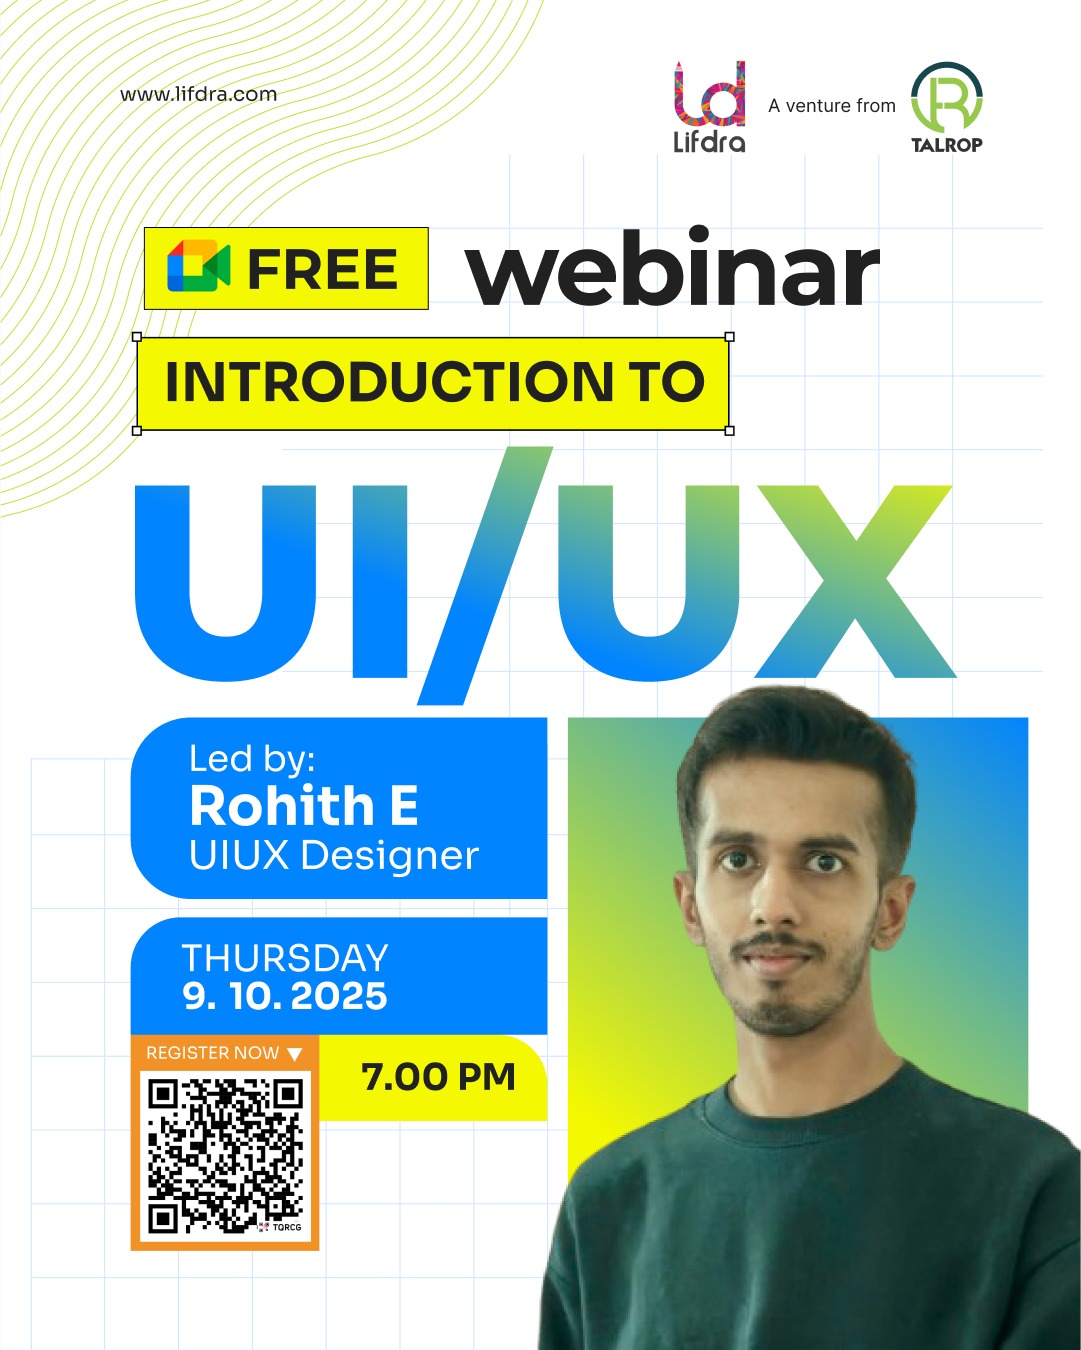 www.lifdra.com
Lifdra
A venture from
TALROP
FREE webinar
INTRODUCTION TO
UI/UX
Led by:
Rohith E
UIUX Designer
THURSDAY
9. 10. 2025
REGISTER NOW
7.00 PM
TQRCG